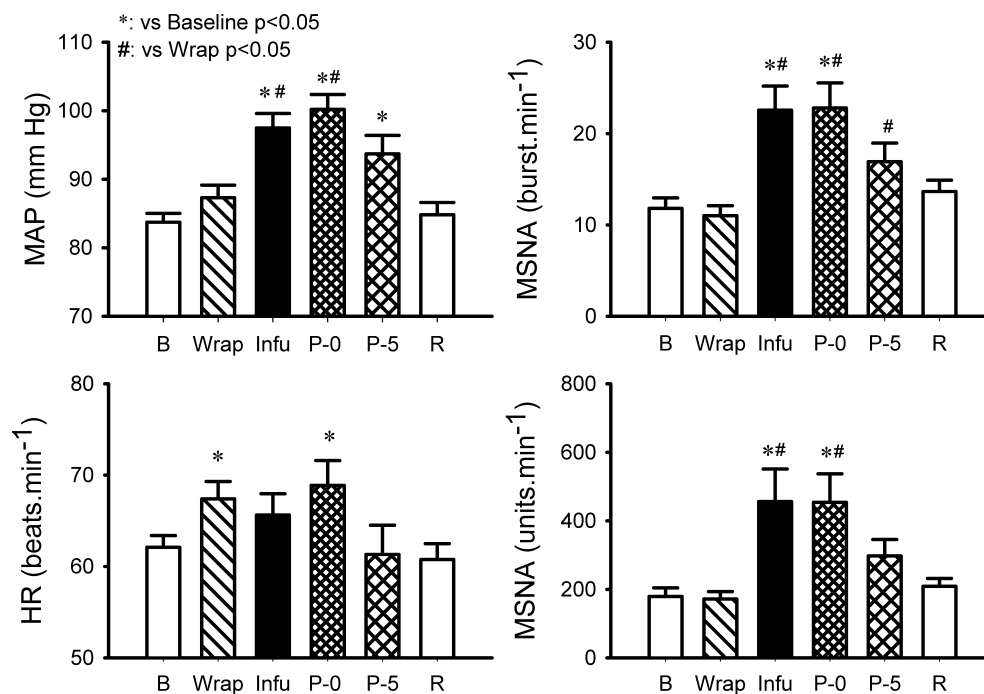 *: vs Baseline p<0.05
#: vs Wrap p<0.05
MAP (mm Hg)
110
100
90
80
70
*#
*#
*
B Wrap Infu P-0 P-5 R
MSNA (burst.min-1)
30
20
10
0
*#
*#
#
B Wrap Infu P-0 P-5 R
HR (beats.min-1)
80
70
60
50
*
*
B Wrap Infu P-0 P-5 R
MSNA (units.min-1)
800
600
400
200
0
*#
*#
B Wrap Infu P-0 P-5 R